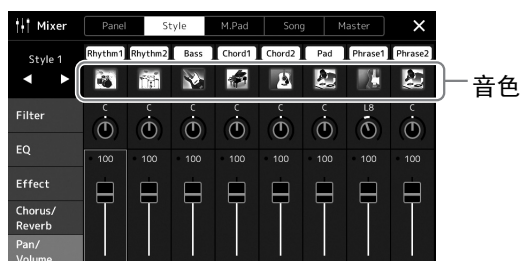 Mixer Panel Style M.Pad Song Master ×
Style 1 Rhythm1 Rhythm2 Bass Chord1 Chord2 Pad Phrase1 Phrase2
音色
Filter C C C C C C L8 C
EQ 100 100 100 100 100 100 100 100
Effect
Chorus/
Reverb
Pan/
Volume